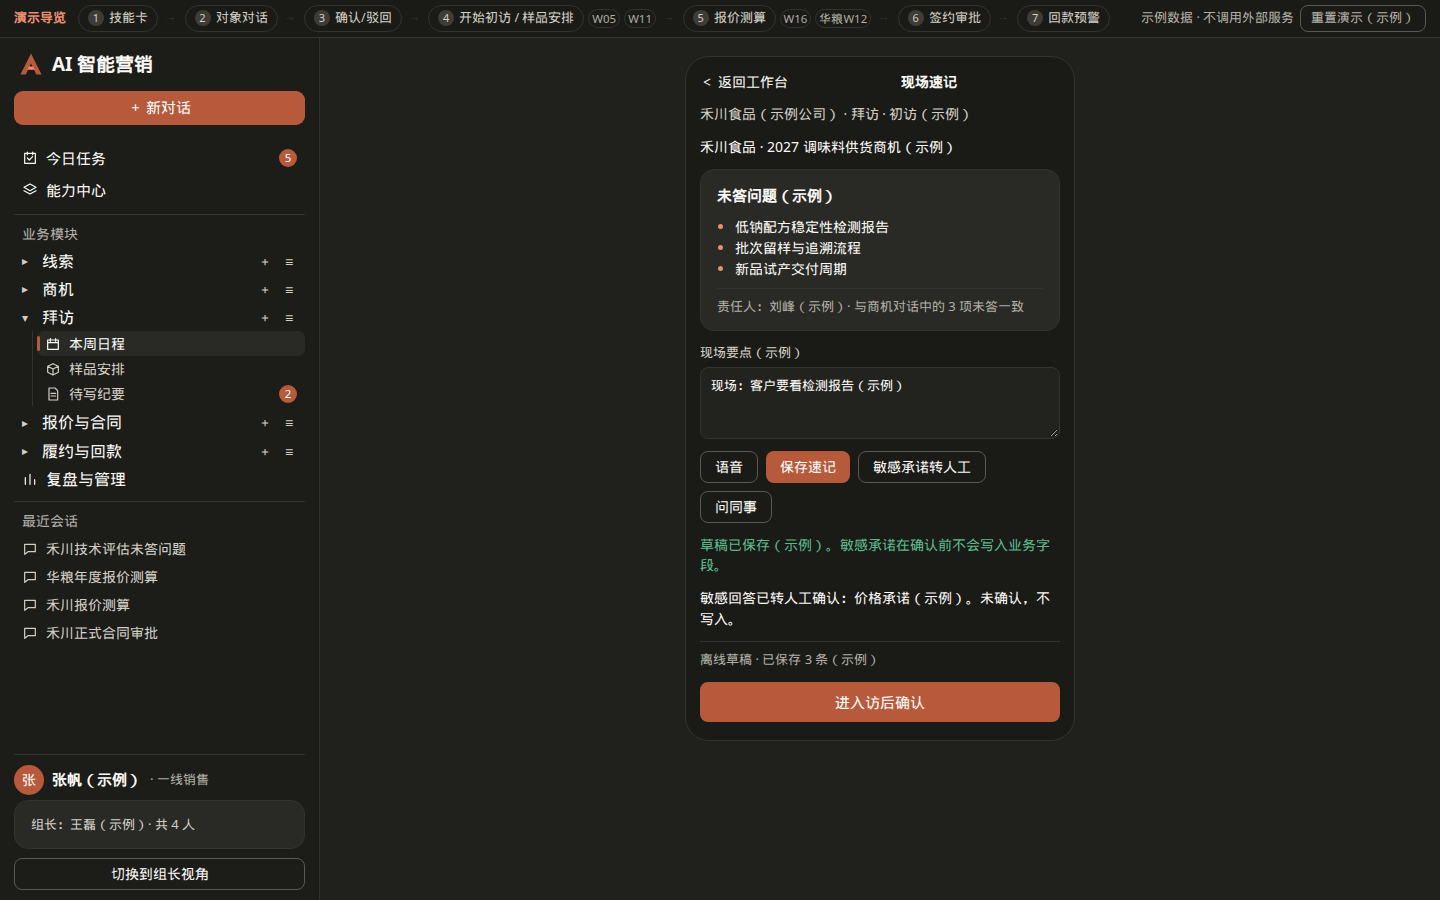 演示导览 1 技能卡 → 2 对象对话 → 3 确认/驳回 → 4 开始初访 / 样品安排 W05 W11 → 5 报价测算 W16 华粮W12 → 6 签约审批 → 7 回款预警 示例数据 · 不调用外部服务 重置演示（示例）
AI 智能营销
+ 新对话
今日任务 5
能力中心
业务模块
▸ 线索 + ≡
▸ 商机 + ≡
▾ 拜访 + ≡
本周日程
样品安排
待写纪要 2
▸ 报价与合同 + ≡
▸ 履约与回款 + ≡
复盘与管理
最近会话
禾川技术评估未答问题
华粮年度报价测算
禾川报价测算
禾川正式合同审批
张 张帆（示例） · 一线销售
组长：王磊（示例）· 共 4 人
切换到组长视角
< 返回工作台 现场速记
禾川食品（示例公司）· 拜访 · 初访（示例）
禾川食品 · 2027 调味料供货商机（示例）
未答问题（示例）
• 低钠配方稳定性检测报告
• 批次留样与追溯流程
• 新品试产交付周期
责任人：刘峰（示例）· 与商机对话中的 3 项未答一致
现场要点（示例）
现场：客户要看检测报告（示例）
语音 保存速记 敏感承诺转人工
问同事
草稿已保存（示例）。敏感承诺在确认前不会写入业务字
段。
敏感回答已转人工确认：价格承诺（示例）。未确认，不
写入。
离线草稿 · 已保存 3 条（示例）
进入访后确认